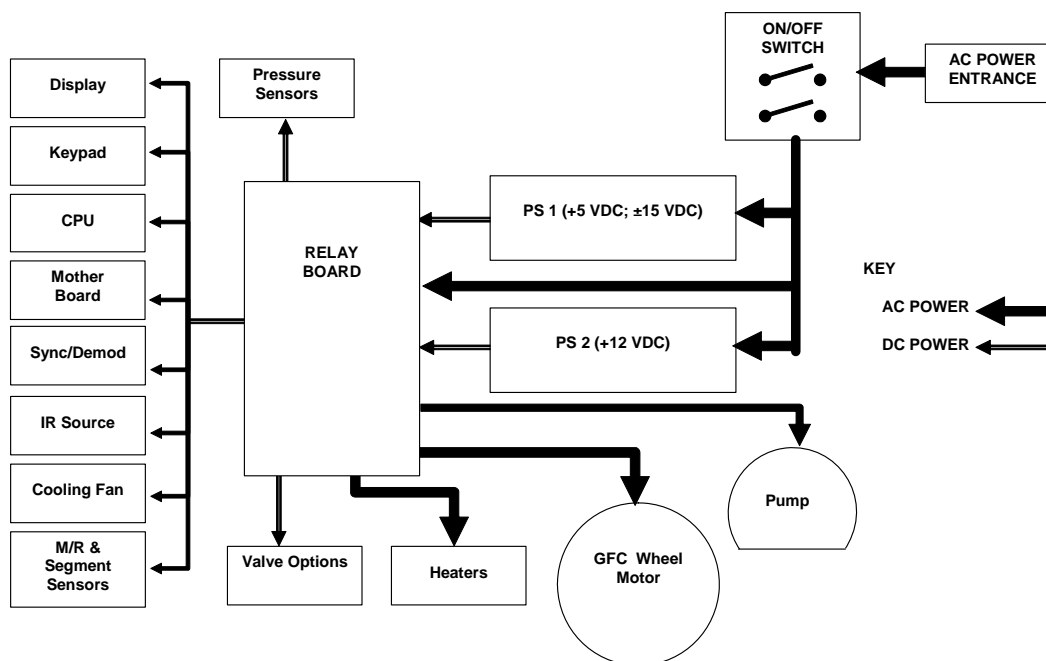 ON/OFF
SWITCH
AC POWER
ENTRANCE
Display
Pressure
Sensors
Keypad
CPU
PS 1 (+5 VDC; ±15 VDC)
RELAY
BOARD
Mother
Board
KEY
AC POWER
DC POWER
Sync/Demod
PS 2 (+12 VDC)
IR Source
Cooling Fan
Pump
M/R &
Segment
Sensors
Valve Options
Heaters
GFC Wheel
Motor